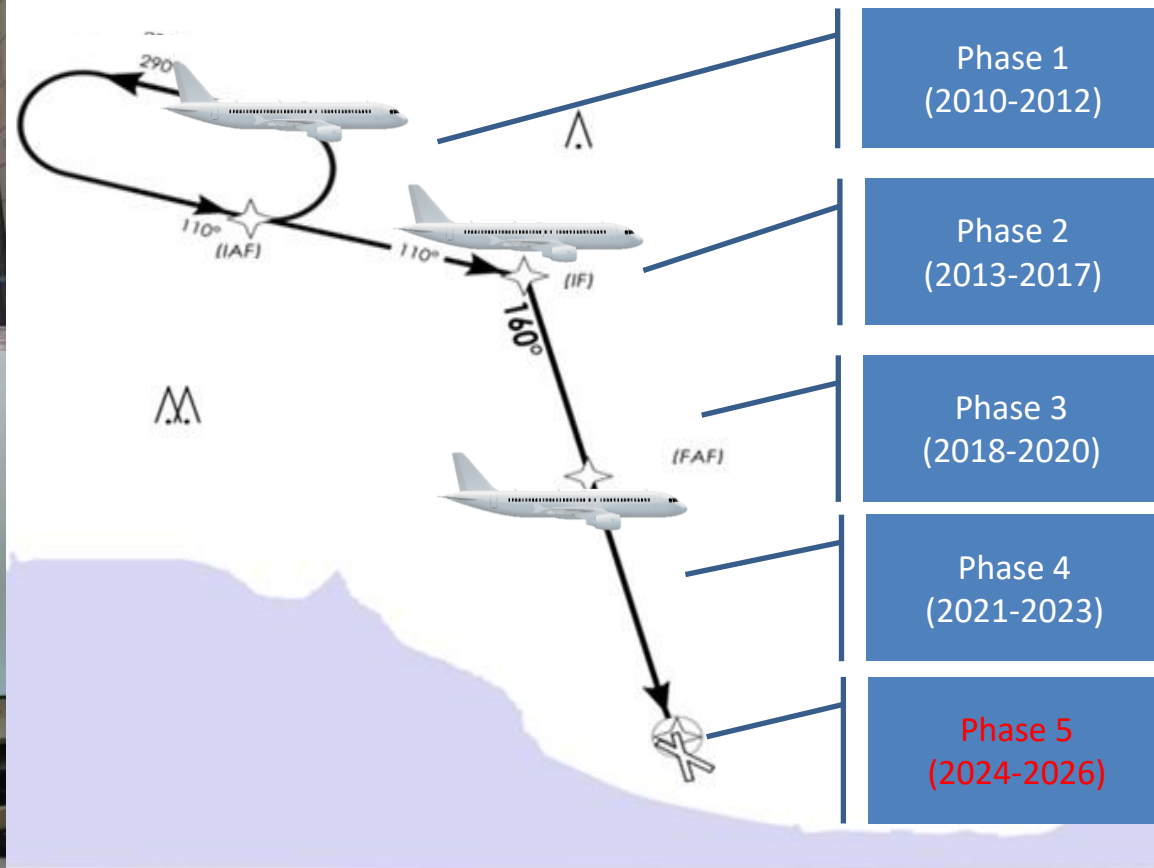 Phase 1
(2010-2012)
290°
110°
(IAF)
110°
(IF)
160°
Phase 2
(2013-2017)
Phase 3
(2018-2020)
(FAF)
Phase 4
(2021-2023)
Phase 5
(2024-2026)